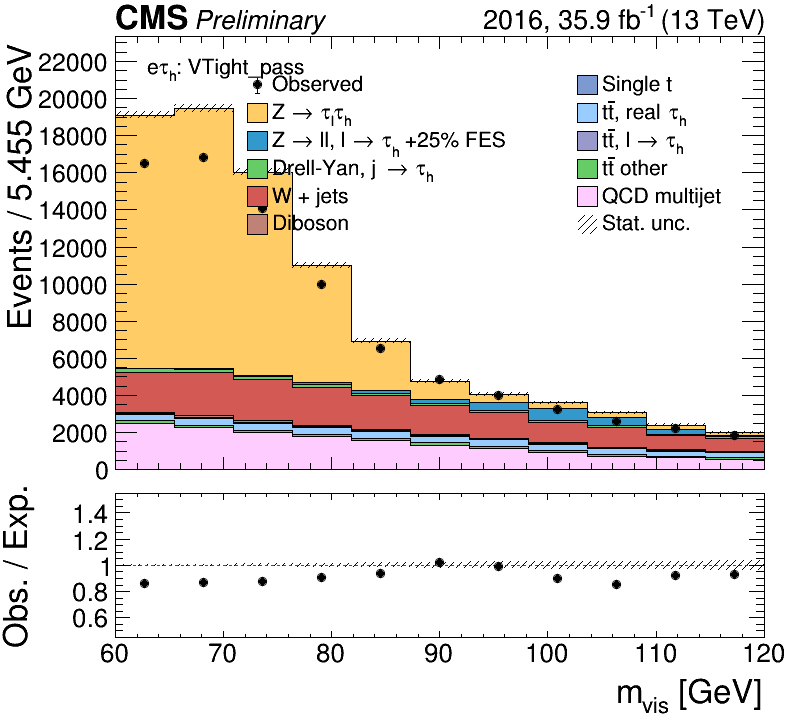 CMS Preliminary 2016, 35.9 fb⁻¹ (13 TeV)
Events / 5.455 GeV
22000
20000
18000
16000
14000
12000
10000
8000
6000
4000
2000
0
eτₕ: VTight_pass
Observed
Z → τₗτₕ
Z → ll, l → τₕ +25% FES
Drell-Yan, j → τₕ
W + jets
Diboson
Single t
tt̄, real τₕ
tt̄, l → τₕ
tt̄ other
QCD multijet
Stat. unc.
Obs. / Exp.
1.4
1.2
1
0.8
0.6
60 70 80 90 100 110 120
m_vis [GeV]